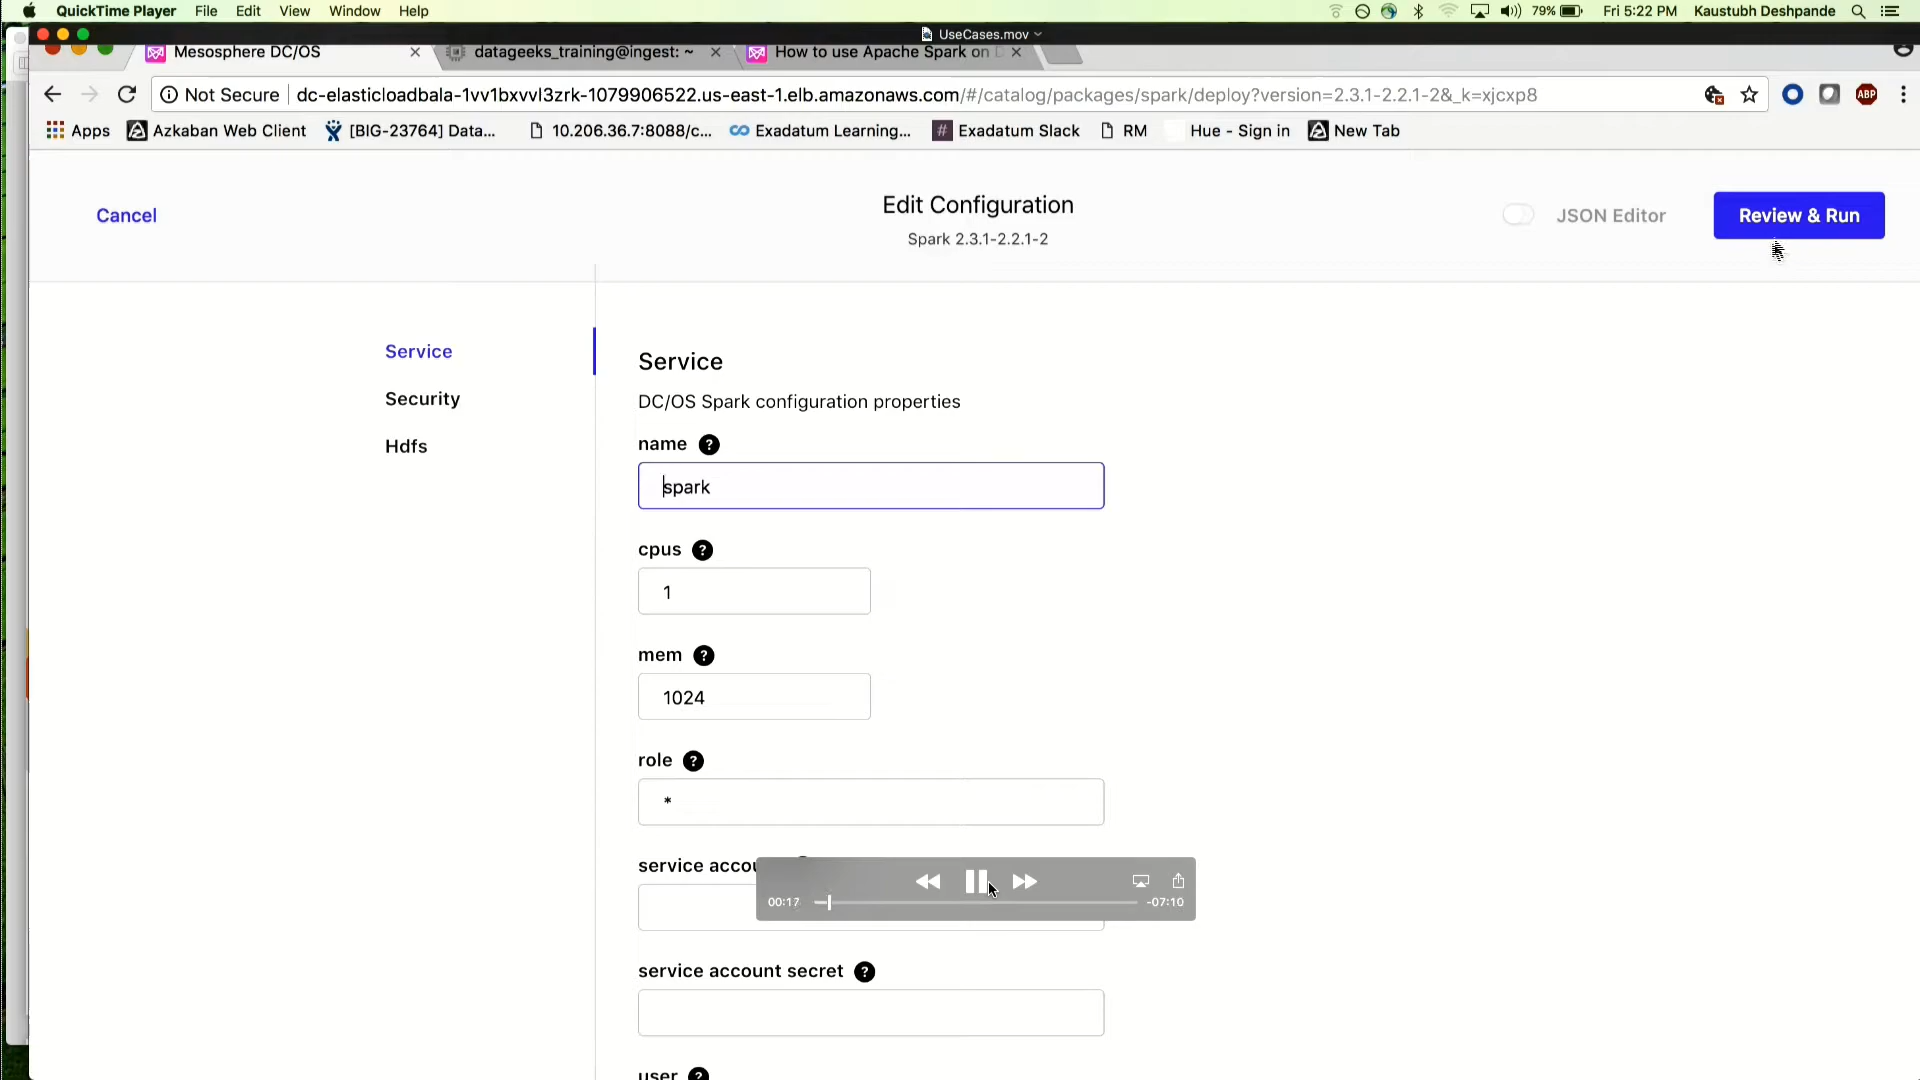 QuickTime Player File Edit View Window Help 79% Fri 5:22 PM Kaustubh Deshpande
UseCases.mov
Mesosphere DC/OS datageeks_training@ingest: ~ How to use Apache Spark on D
Not Secure dc-elasticloadbala-1vv1bxvvl3zrk-1079906522.us-east-1.elb.amazonaws.com/#/catalog/packages/spark/deploy?version=2.3.1-2.2.1-2&_k=xjcxp8 ABP
Apps Azkaban Web Client [BIG-23764] Data... 10.206.36.7:8088/c... Exadatum Learning... # Exadatum Slack RM Hue - Sign in New Tab
Cancel Edit Configuration JSON Editor Review & Run
Spark 2.3.1-2.2.1-2
Service
Security
Hdfs
Service
DC/OS Spark configuration properties
name ?
spark
cpus ?
1
mem ?
1024
role ?
*
service accou
00:17 -07:10
service account secret ?
user ?